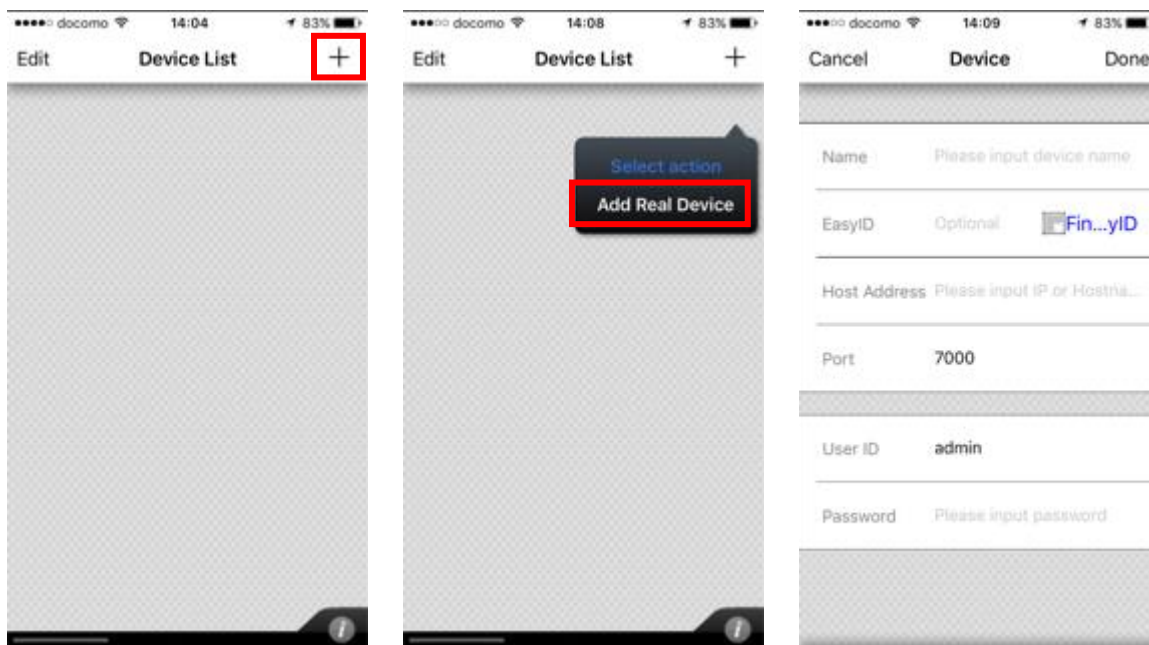 docomo 14:04 83%
Edit Device List +
docomo 14:08 83%
Edit Device List +
Select action
Add Real Device
docomo 14:09 83%
Cancel Device Done
Name Please input device name
EasyID Optional Fin...yID
Host Address Please input IP or Hostna...
Port 7000
User ID admin
Password Please input password